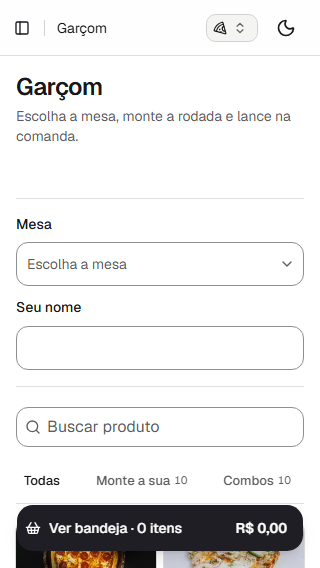 Garçom
Garçom
Escolha a mesa, monte a rodada e lance na
comanda.
Mesa
Escolha a mesa
Seu nome
Buscar produto
Todas
Monte a sua 10
Combos 10
Ver bandeja · 0 itens
R$ 0,00